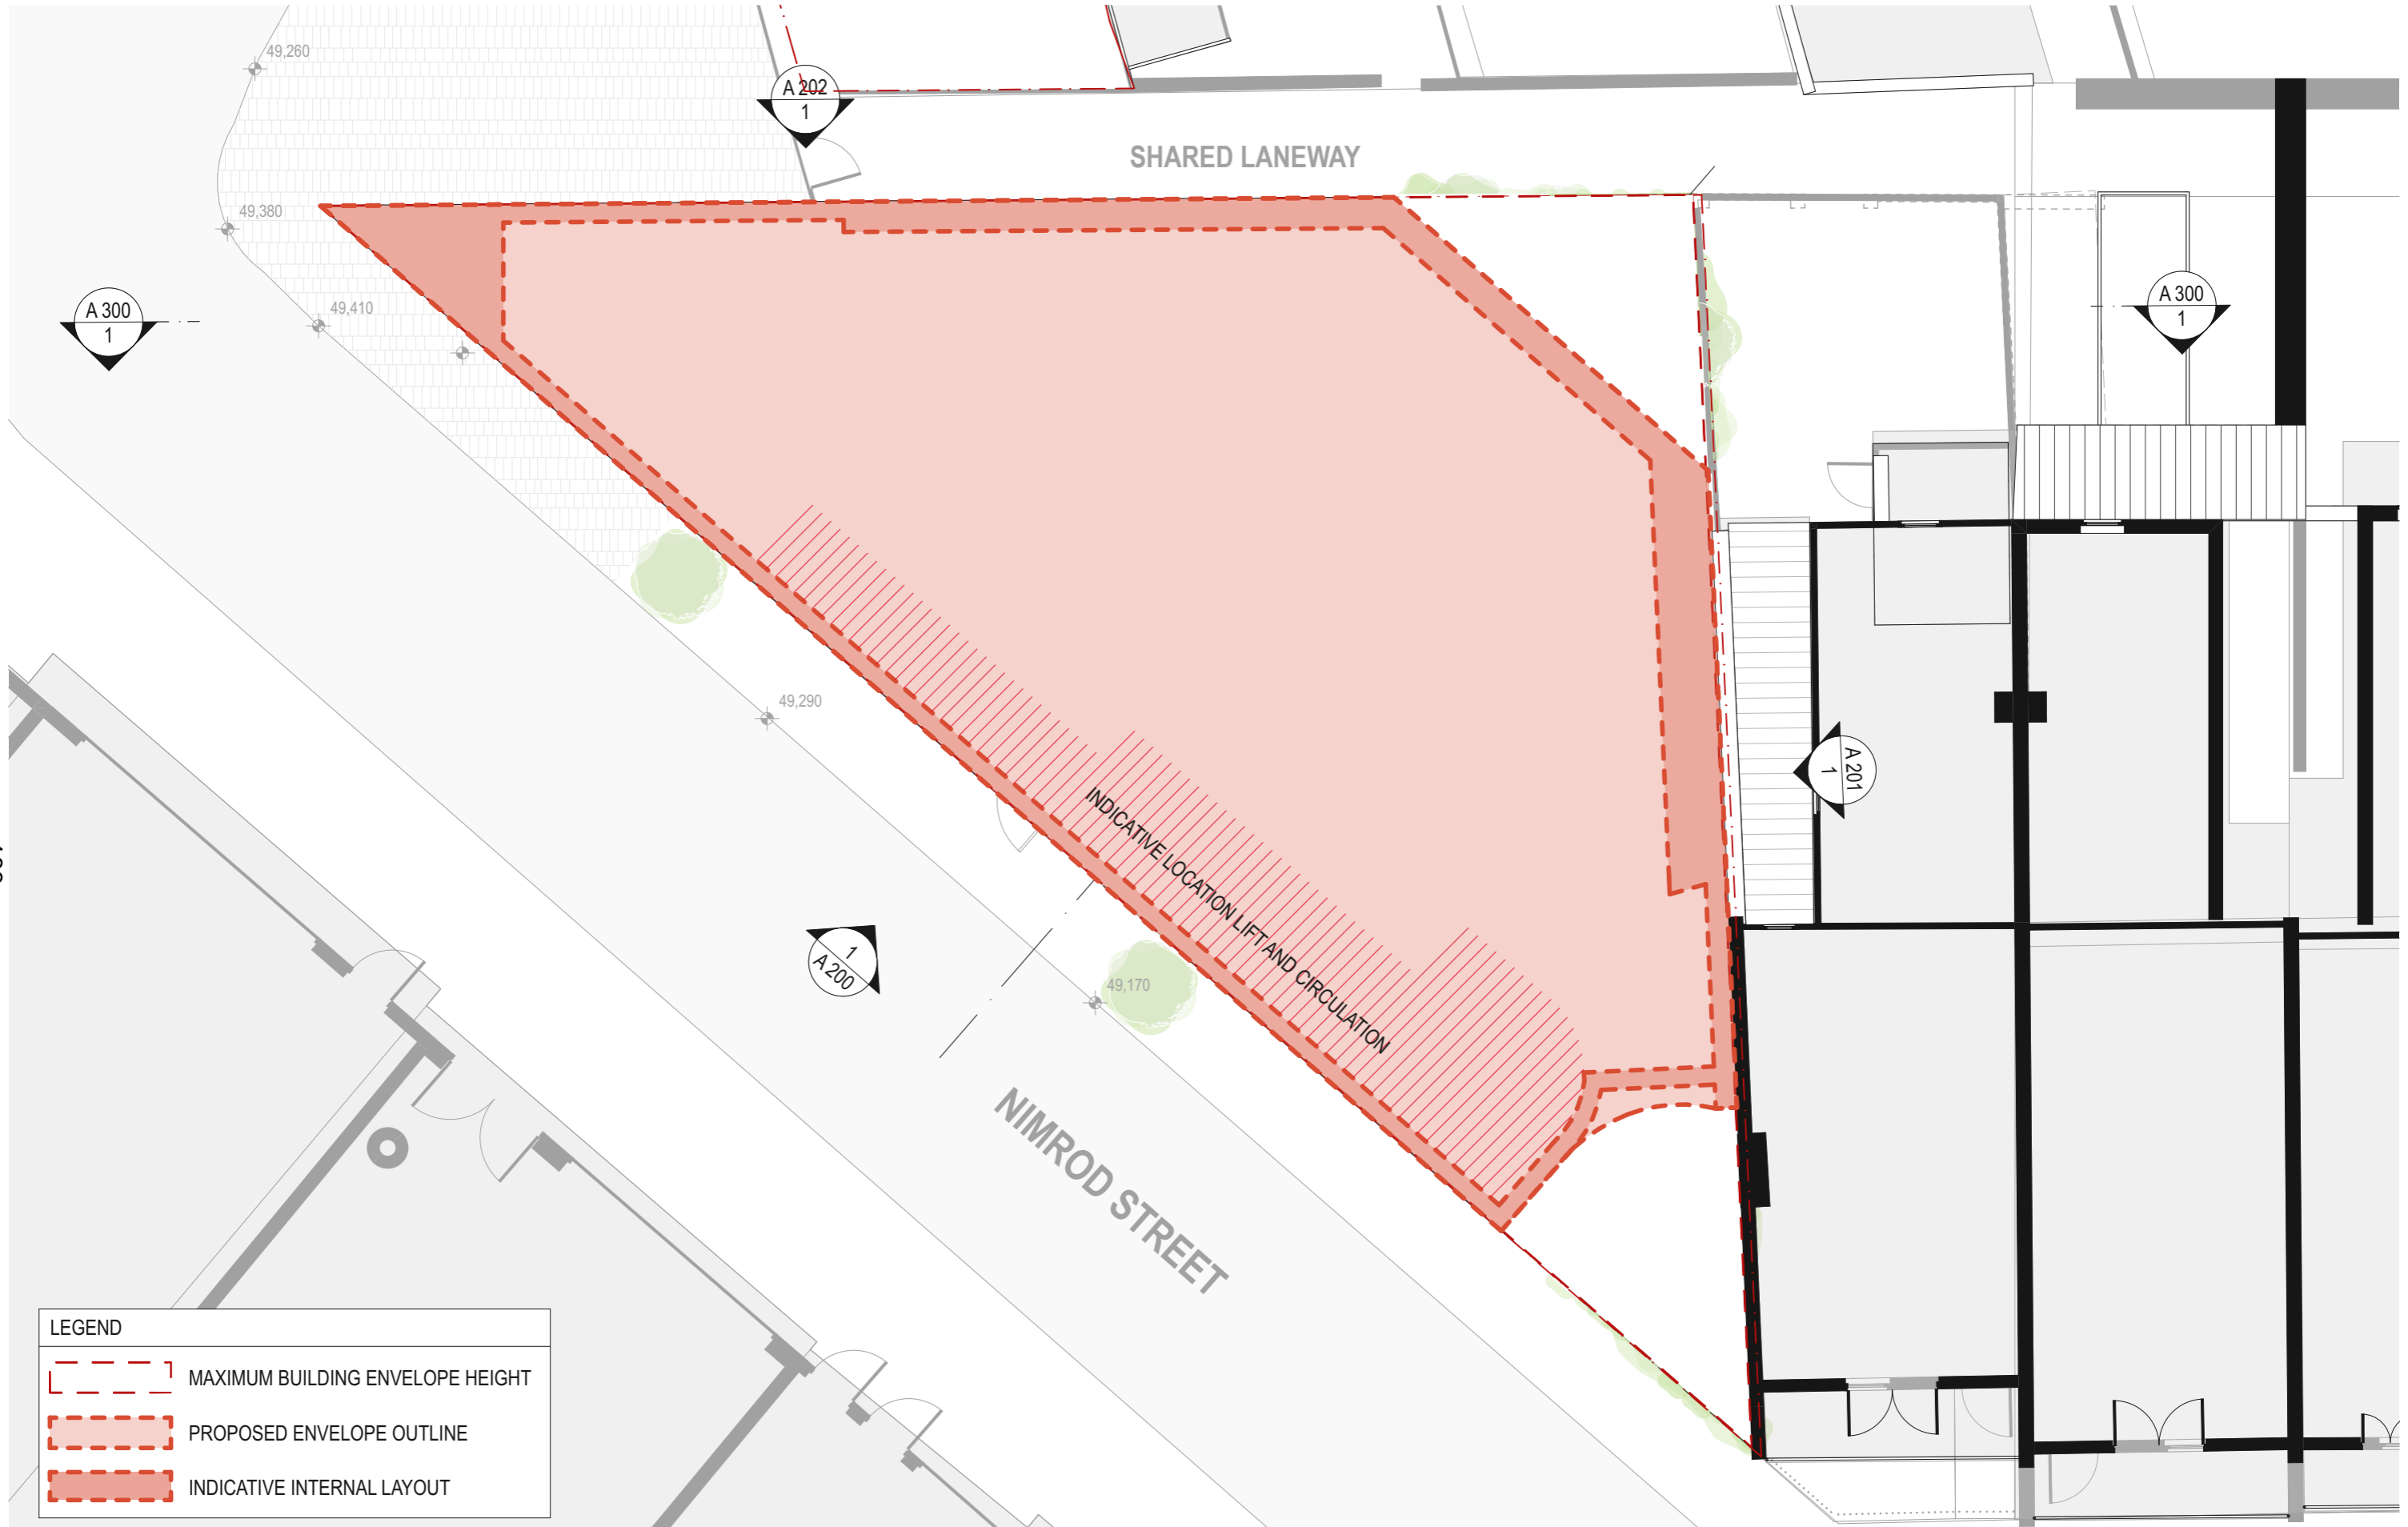 49,260
A 202
1
SHARED LANEWAY
49,380
A 300
1
49,410
A 300
1
49,290
A 201
1
INDICATIVE LOCATION LIFT AND CIRCULATION
1
A 200
49,170
NIMROD STREET
LEGEND
MAXIMUM BUILDING ENVELOPE HEIGHT
PROPOSED ENVELOPE OUTLINE
INDICATIVE INTERNAL LAYOUT